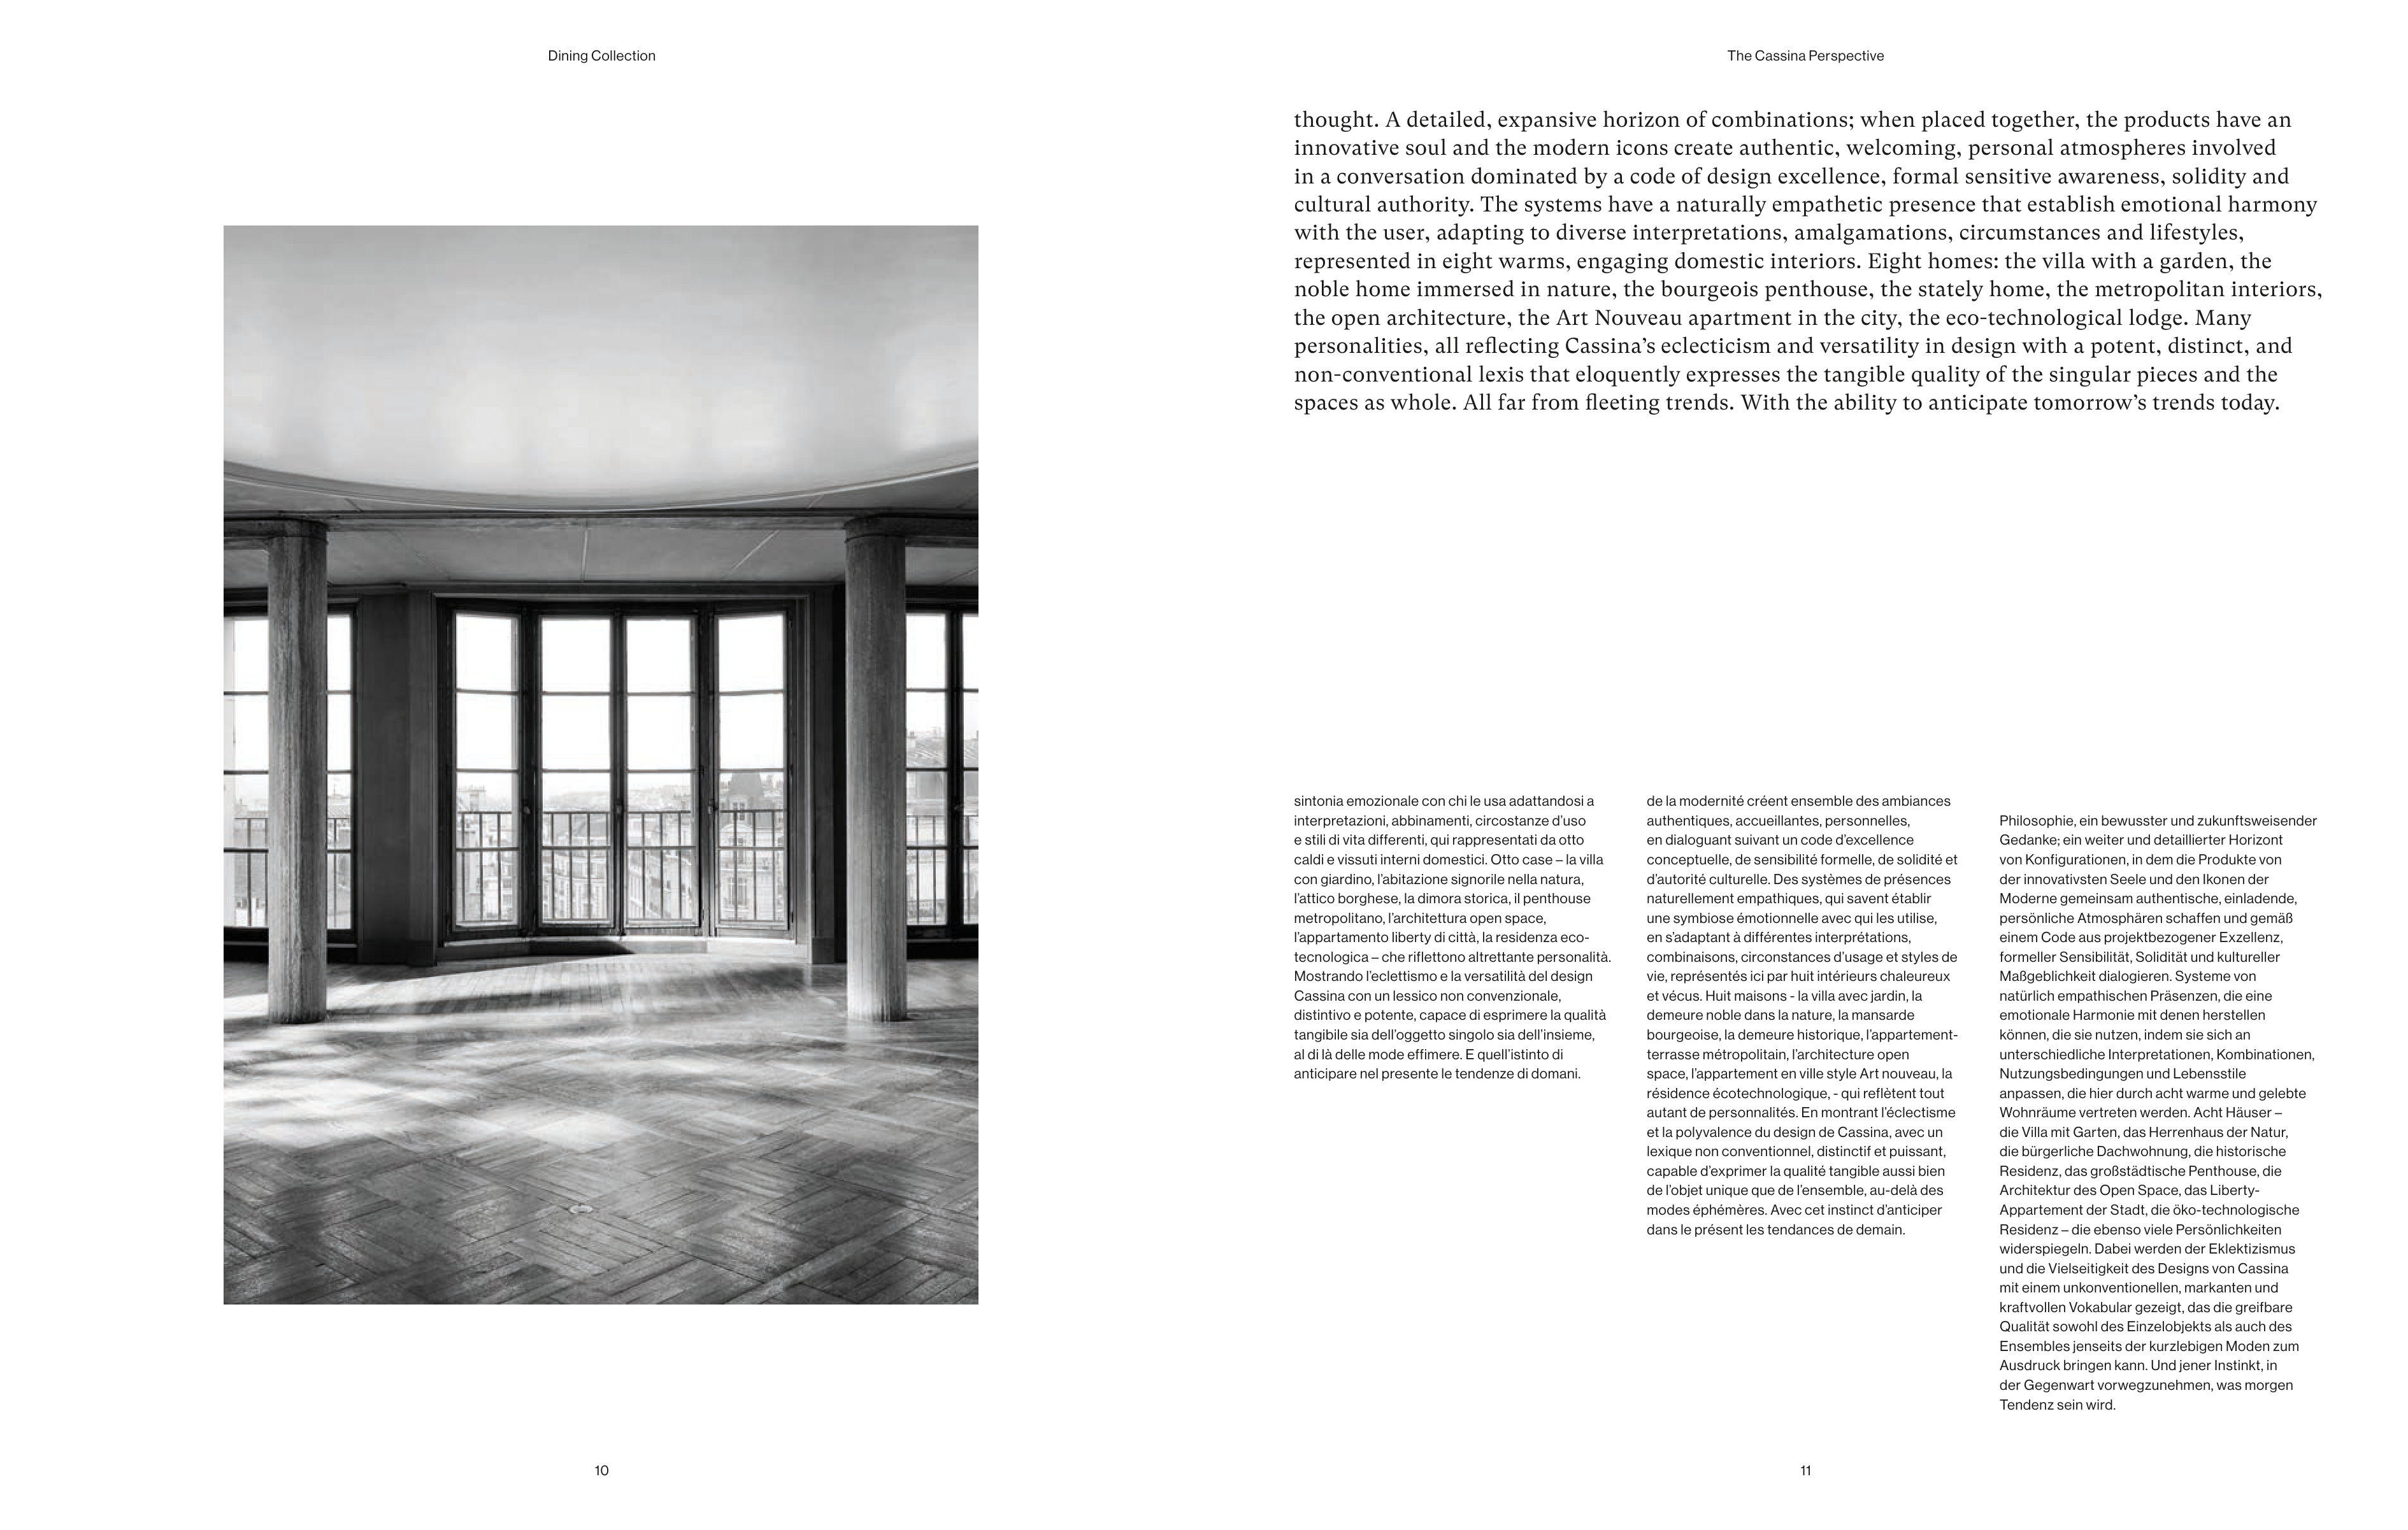 Dining Collection
The Cassina Perspective
thought. A detailed, expansive horizon of combinations; when placed together, the products have an
innovative soul and the modern icons create authentic, welcoming, personal atmospheres involved
in a conversation dominated by a code of design excellence, formal sensitive awareness, solidity and
cultural authority. The systems have a naturally empathetic presence that establish emotional harmony
with the user, adapting to diverse interpretations, amalgamations, circumstances and lifestyles,
represented in eight warms, engaging domestic interiors. Eight homes: the villa with a garden, the
noble home immersed in nature, the bourgeois penthouse, the stately home, the metropolitan interiors,
the open architecture, the Art Nouveau apartment in the city, the eco-technological lodge. Many
personalities, all reflecting Cassina’s eclecticism and versatility in design with a potent, distinct, and
non-conventional lexis that eloquently expresses the tangible quality of the singular pieces and the
spaces as whole. All far from fleeting trends. With the ability to anticipate tomorrow’s trends today.
sintonia emozionale con chi le usa adattandosi a
interpretazioni, abbinamenti, circostanze d’uso
e stili di vita differenti, qui rappresentati da otto
caldi e vissuti interni domestici. Otto case – la villa
con giardino, l’abitazione signorile nella natura,
l’attico borghese, la dimora storica, il penthouse
metropolitano, l’architettura open space,
l’appartamento liberty di città, la residenza eco-
tecnologica – che riflettono altrettante personalità.
Mostrando l’eclettismo e la versatilità del design
Cassina con un lessico non convenzionale,
distintivo e potente, capace di esprimere la qualità
tangibile sia dell’oggetto singolo sia dell’insieme,
al di là delle mode effimere. E quell’istinto di
anticipare nel presente le tendenze di domani.
de la modernité créent ensemble des ambiances
authentiques, accueillantes, personnelles,
en dialoguant suivant un code d’excellence
conceptuelle, de sensibilité formelle, de solidité et
d’autorité culturelle. Des systèmes de présences
naturellement empathiques, qui savent établir
une symbiose émotionnelle avec qui les utilise,
en s’adaptant à différentes interprétations,
combinaisons, circonstances d’usage et styles de
vie, représentés ici par huit intérieurs chaleureux
et vécus. Huit maisons - la villa avec jardin, la
demeure noble dans la nature, la mansarde
bourgeoise, la demeure historique, l’appartement-
terrasse métropolitain, l’architecture open
space, l’appartement en ville style Art nouveau, la
résidence écotechnologique, - qui reflètent tout
autant de personnalités. En montrant l’éclectisme
et la polyvalence du design de Cassina, avec un
lexique non conventionnel, distinctif et puissant,
capable d’exprimer la qualité tangible aussi bien
de l’objet unique que de l’ensemble, au-delà des
modes éphémères. Avec cet instinct d’anticiper
dans le présent les tendances de demain.
Philosophie, ein bewusster und zukunftsweisender
Gedanke; ein weiter und detaillierter Horizont
von Konfigurationen, in dem die Produkte von
der innovativsten Seele und den Ikonen der
Moderne gemeinsam authentische, einladende,
persönliche Atmosphären schaffen und gemäß
einem Code aus projektbezogener Exzellenz,
formeller Sensibilität, Solidität und kultureller
Maßgeblichkeit dialogieren. Systeme von
natürlich empathischen Präsenzen, die eine
emotionale Harmonie mit denen herstellen
können, die sie nutzen, indem sie sich an
unterschiedliche Interpretationen, Kombinationen,
Nutzungsbedingungen und Lebensstile
anpassen, die hier durch acht warme und gelebte
Wohnräume vertreten werden. Acht Häuser –
die Villa mit Garten, das Herrenhaus der Natur,
die bürgerliche Dachwohnung, die historische
Residenz, das großstädtische Penthouse, die
Architektur des Open Space, das Liberty-
Appartement der Stadt, die öko-technologische
Residenz – die ebenso viele Persönlichkeiten
widerspiegeln. Dabei werden der Eklektizismus
und die Vielseitigkeit des Designs von Cassina
mit einem unkonventionellen, markanten und
kraftvollen Vokabular gezeigt, das die greifbare
Qualität sowohl des Einzelobjekts als auch des
Ensembles jenseits der kurzlebigen Moden zum
Ausdruck bringen kann. Und jener Instinkt, in
der Gegenwart vorwegzunehmen, was morgen
Tendenz sein wird.
10
11